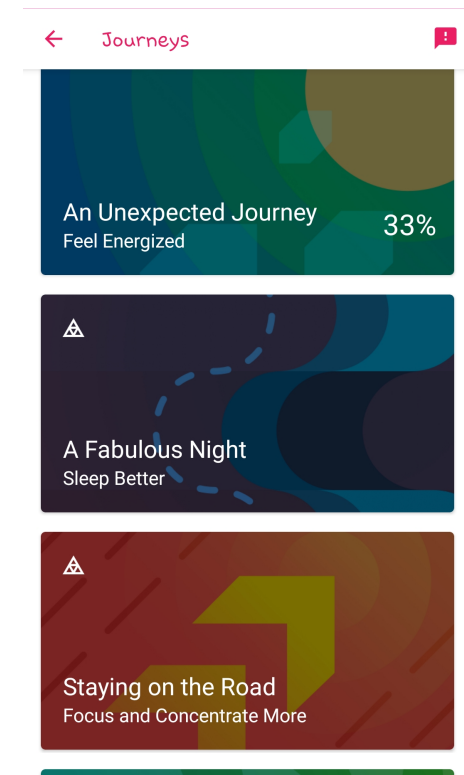 Journeys
An Unexpected Journey
33%
Feel Energized
A Fabulous Night
Sleep Better
Staying on the Road
Focus and Concentrate More